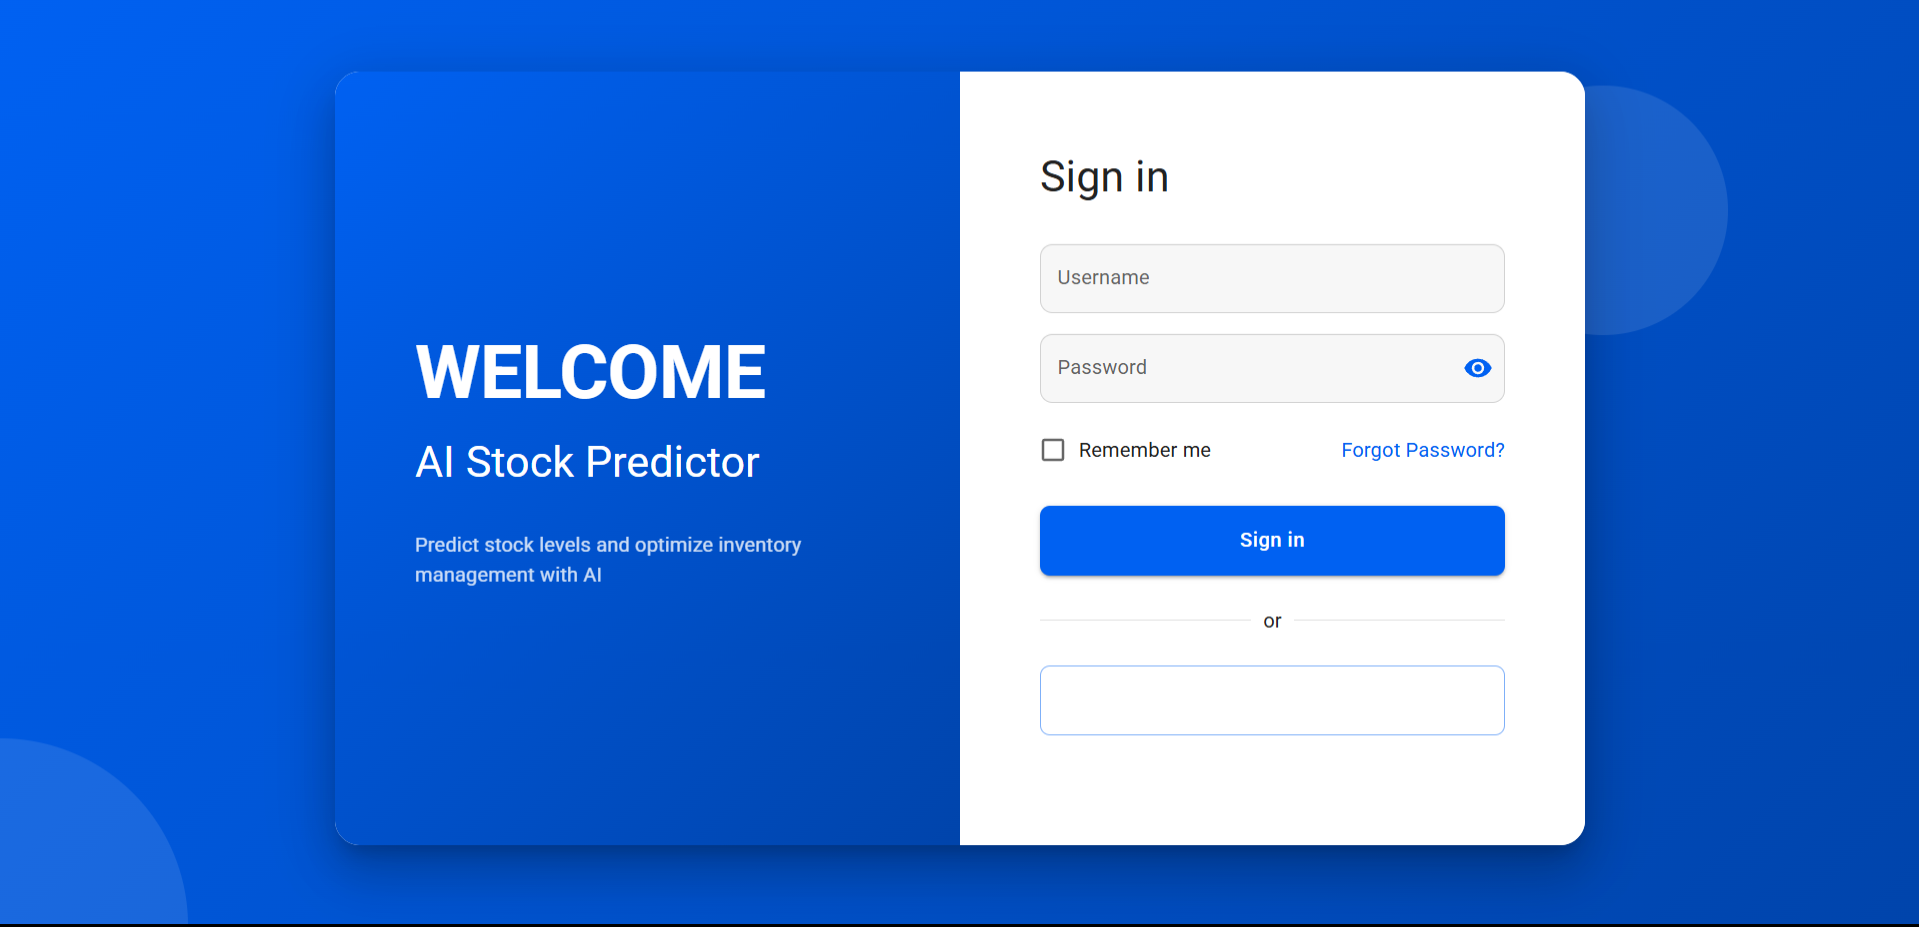 WELCOME
AI Stock Predictor
Predict stock levels and optimize inventory
management with AI
Sign in
Username
Password
Remember me
Forgot Password?
Sign in
or